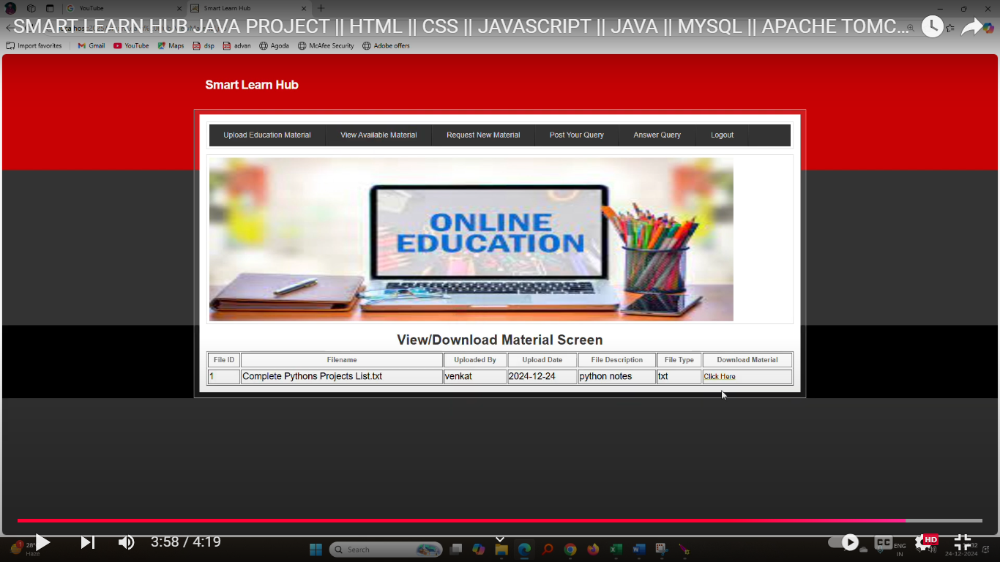 YouTube
Smart Learn Hub
SMART LEARN HUB JAVA PROJECT || HTML || CSS || JAVASCRIPT || JAVA || MYSQL || APACHE TOMC...
Import favorites
Gmail
YouTube
Maps
dsp
advan
Agoda
McAfee Security
Adobe offers
Smart Learn Hub
Upload Education Material
View Available Material
Request New Material
Post Your Query
Answer Query
Logout
ONLINE
EDUCATION
View/Download Material Screen
File ID Filename Uploaded By Upload Date File Description File Type Download Material
1 Complete Pythons Projects List.txt venkat 2024-12-24 python notes txt Click Here
3:58 / 4:19
28°
Haze
Search
CC
HD
ENG
IN
24-12-2024